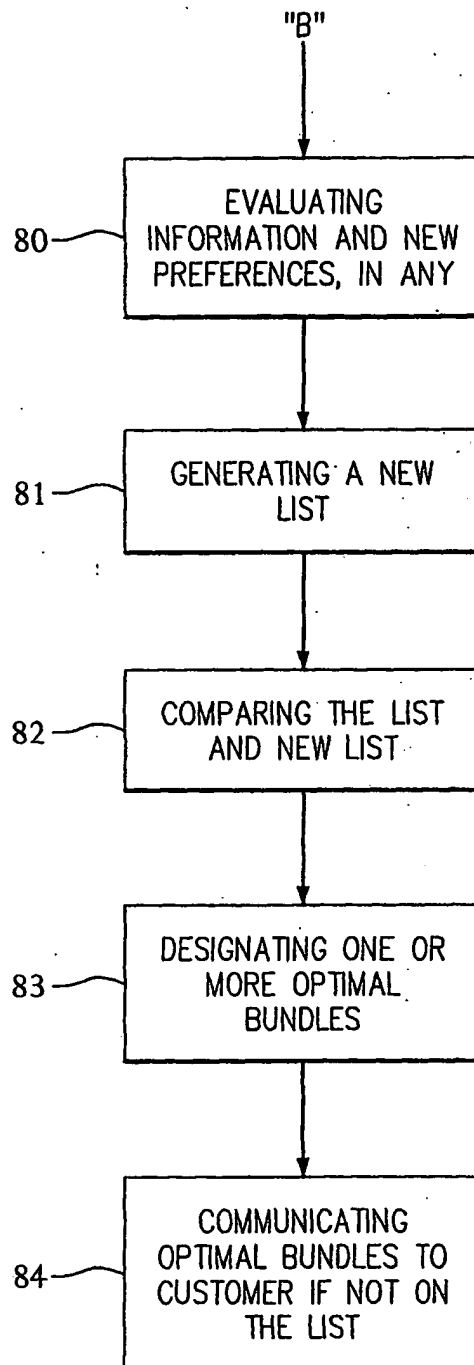 "B"
80
EVALUATING
INFORMATION AND NEW
PREFERENCES, IN ANY
81
GENERATING A NEW
LIST
82
COMPARING THE LIST
AND NEW LIST
83
DESIGNATING ONE OR
MORE OPTIMAL
BUNDLES
84
COMMUNICATING
OPTIMAL BUNDLES TO
CUSTOMER IF NOT ON
THE LIST